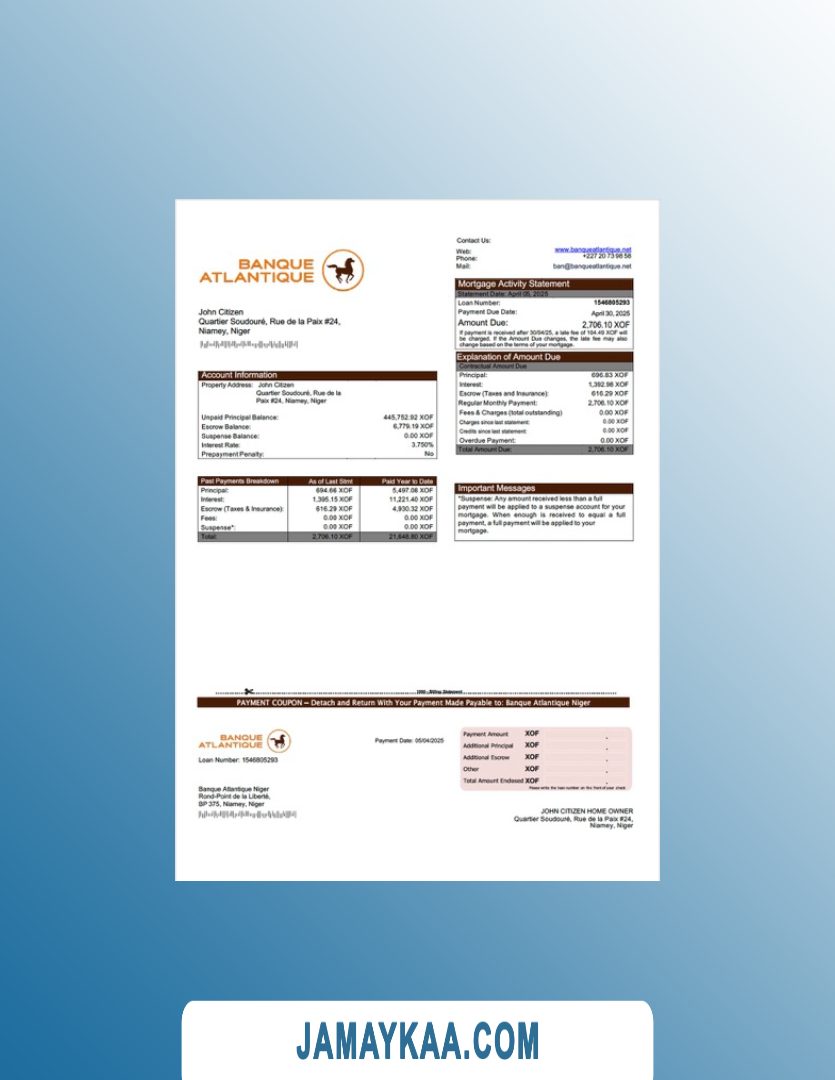 BANQUE
ATLANTIQUE
Contact Us:
Web: www.banqueatlantique.net
Phone: +227 20 73 98 58
Mail: ban@banqueatlantique.net
John Citizen
Quartier Soudouré, Rue de la Paix #24,
Niamey, Niger
Mortgage Activity Statement
Statement Date: April 05, 2025
Loan Number: 1546805293
Payment Due Date: April 30, 2025
Amount Due: 2,706.10 XOF
If payment is received after 30/04/25, a late fee of 104.49 XOF will
be charged. If the Amount Due changes, the late fee may also
change based on the terms of your mortgage.
Explanation of Amount Due
Contractual Amount Due
Principal: 696.83 XOF
Interest: 1,392.98 XOF
Escrow (Taxes and Insurance): 616.29 XOF
Regular Monthly Payment: 2,706.10 XOF
Fees & Charges (total outstanding) 0.00 XOF
Charges since last statement: 0.00 XOF
Credits since last statement: 0.00 XOF
Overdue Payment: 0.00 XOF
Total Amount Due: 2,706.10 XOF
Account Information
Property Address: John Citizen
Quartier Soudouré, Rue de la
Paix #24, Niamey, Niger
Unpaid Principal Balance: 445,752.92 XOF
Escrow Balance: 6,779.19 XOF
Suspense Balance: 0.00 XOF
Interest Rate: 3.750%
Prepayment Penalty: No
Past Payments Breakdown As of Last Stmt Paid Year to Date
Principal: 694.66 XOF 5,497.08 XOF
Interest: 1,395.15 XOF 11,221.40 XOF
Escrow (Taxes & Insurance): 616.29 XOF 4,930.32 XOF
Fees: 0.00 XOF 0.00 XOF
Suspense*: 0.00 XOF 0.00 XOF
Total: 2,706.10 XOF 21,648.80 XOF
Important Messages
*Suspense: Any amount received less than a full
payment will be applied to a suspense account for your
mortgage. When enough is received to equal a full
payment, a full payment will be applied to your
mortgage.
Billing Statement
PAYMENT COUPON – Detach and Return With Your Payment Made Payable to: Banque Atlantique Niger
BANQUE
ATLANTIQUE
Loan Number: 1546805293
Payment Date: 05/04/2025
Payment Amount XOF .
Additional Principal XOF .
Additional Escrow XOF .
Other XOF .
Total Amount Enclosed XOF .
Please write the loan number on the front of your check.
Banque Atlantique Niger
Rond-Point de la Liberté,
BP 375, Niamey, Niger
JOHN CITIZEN HOME OWNER
Quartier Soudouré, Rue de la Paix #24,
Niamey, Niger
JAMAYKAA.COM